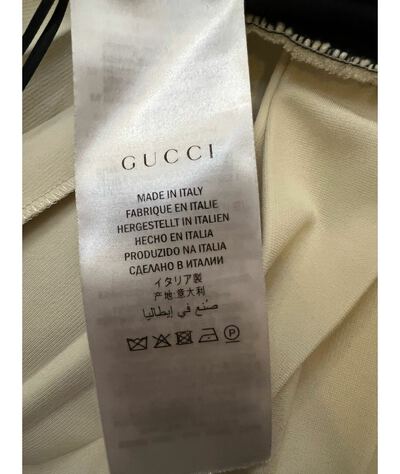 GUCCI
MADE IN ITALY
FABRIQUE EN ITALIE
HERGESTELLT IN ITALIEN
HECHO EN ITALIA
PRODUZIDO NA ITALIA
СДЕЛАНО В ИТАЛИИ
イタリア製
产地:意大利
صُنع في إيطاليا
P